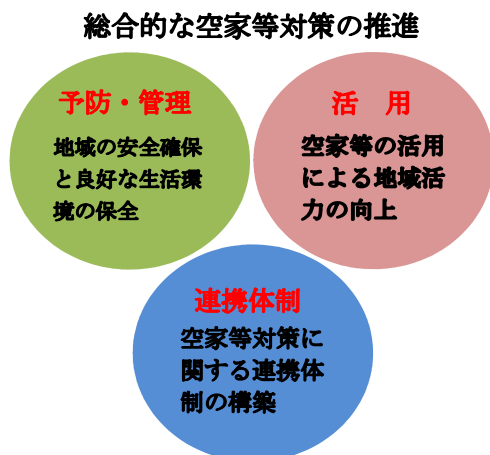 総合的な空家等対策の推進
予防・管理
地域の安全確保
と良好な生活環
境の保全
活　用
空家等の活用
による地域活
力の向上
連携体制
空家等対策に
関する連携体
制の構築